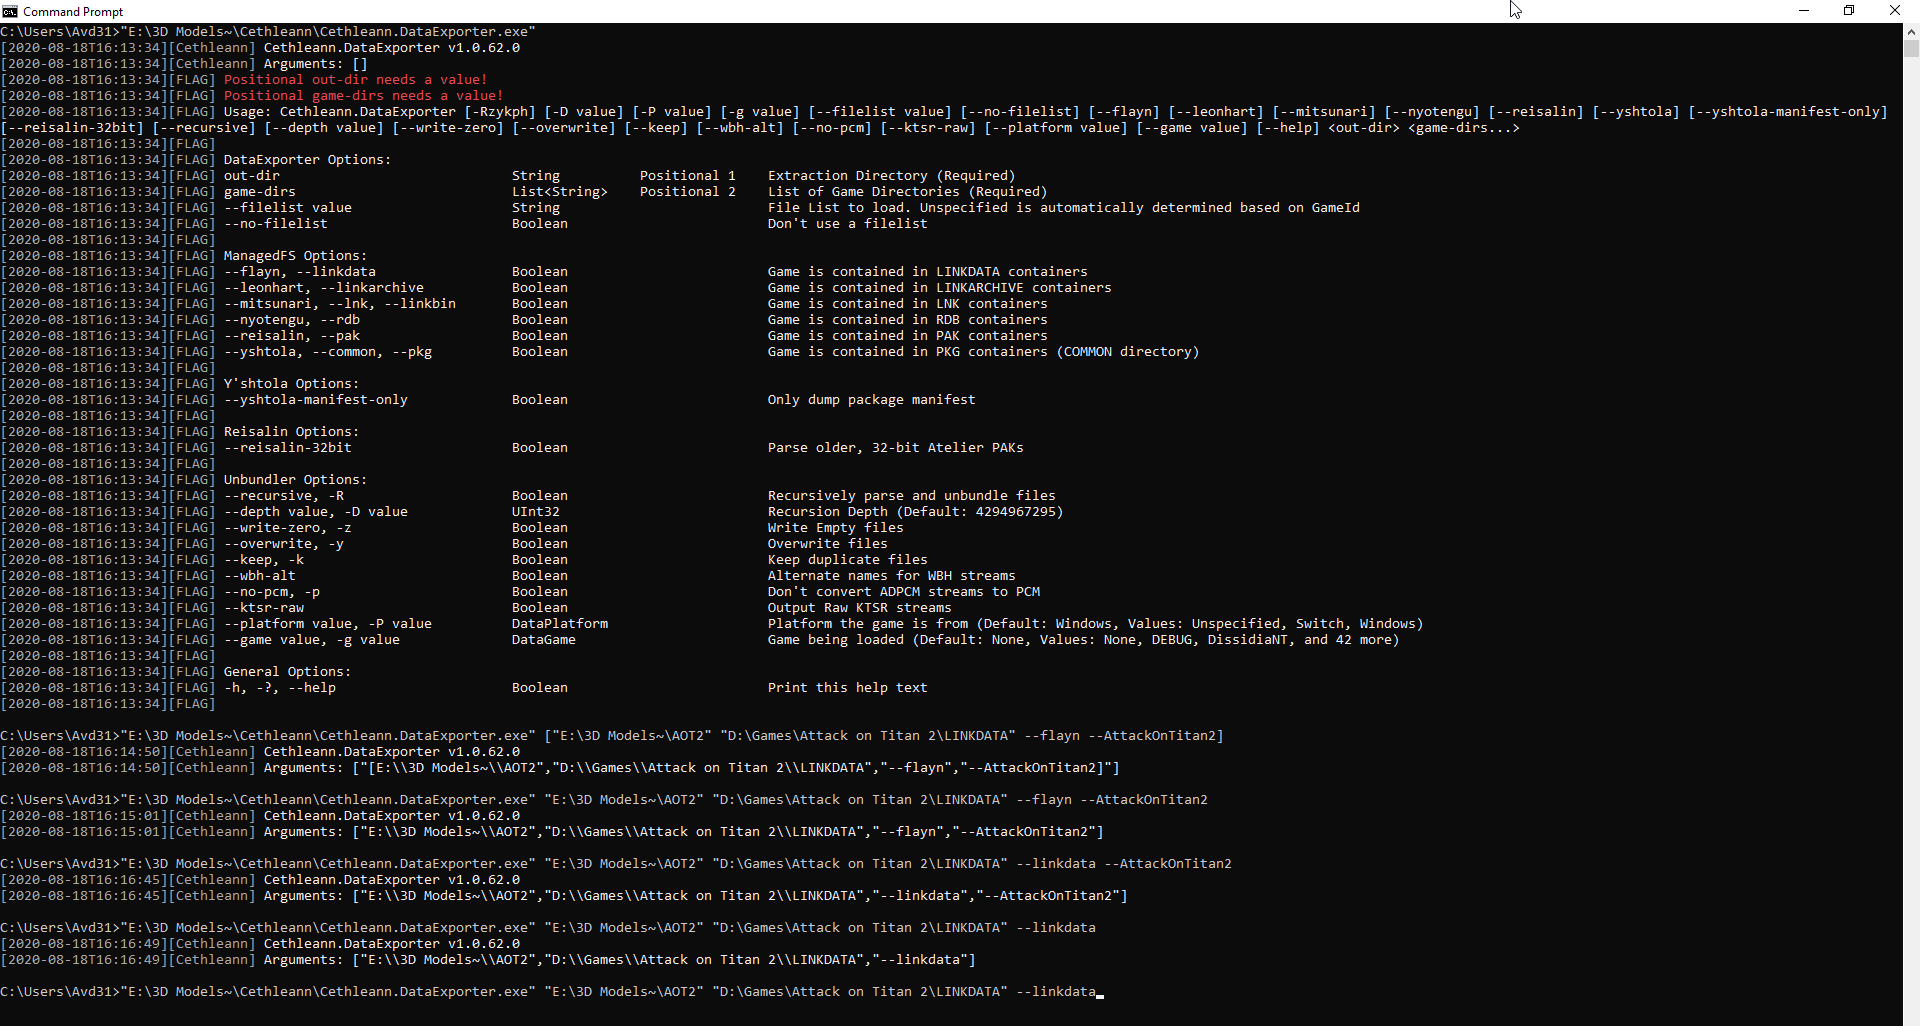 Command Prompt
C:\Users\Avd31>"E:\3D Models~\Cethleann\Cethleann.DataExporter.exe"
[2020-08-18T16:13:34][Cethleann] Cethleann.DataExporter v1.0.62.0
[2020-08-18T16:13:34][Cethleann] Arguments: []
[2020-08-18T16:13:34][FLAG] Positional out-dir needs a value!
[2020-08-18T16:13:34][FLAG] Positional game-dirs needs a value!
[2020-08-18T16:13:34][FLAG] Usage: Cethleann.DataExporter [-Rzykph] [-D value] [-P value] [-g value] [--filelist value] [--no-filelist] [--flayn] [--leonhart] [--mitsunari] [--nyotengu] [--reisalin] [--yshtola] [--yshtola-manifest-only]
[--reisalin-32bit] [--recursive] [--depth value] [--write-zero] [--overwrite] [--keep] [--wbh-alt] [--no-pcm] [--ktsr-raw] [--platform value] [--game value] [--help] <out-dir> <game-dirs...>
[2020-08-18T16:13:34][FLAG]
[2020-08-18T16:13:34][FLAG] DataExporter Options:
[2020-08-18T16:13:34][FLAG] out-dir String Positional 1 Extraction Directory (Required)
[2020-08-18T16:13:34][FLAG] game-dirs List<String> Positional 2 List of Game Directories (Required)
[2020-08-18T16:13:34][FLAG] --filelist value String File List to load. Unspecified is automatically determined based on GameId
[2020-08-18T16:13:34][FLAG] --no-filelist Boolean Don't use a filelist
[2020-08-18T16:13:34][FLAG]
[2020-08-18T16:13:34][FLAG] ManagedFS Options:
[2020-08-18T16:13:34][FLAG] --flayn, --linkdata Boolean Game is contained in LINKDATA containers
[2020-08-18T16:13:34][FLAG] --leonhart, --linkarchive Boolean Game is contained in LINKARCHIVE containers
[2020-08-18T16:13:34][FLAG] --mitsunari, --lnk, --linkbin Boolean Game is contained in LNK containers
[2020-08-18T16:13:34][FLAG] --nyotengu, --rdb Boolean Game is contained in RDB containers
[2020-08-18T16:13:34][FLAG] --reisalin, --pak Boolean Game is contained in PAK containers
[2020-08-18T16:13:34][FLAG] --yshtola, --common, --pkg Boolean Game is contained in PKG containers (COMMON directory)
[2020-08-18T16:13:34][FLAG]
[2020-08-18T16:13:34][FLAG] Y'shtola Options:
[2020-08-18T16:13:34][FLAG] --yshtola-manifest-only Boolean Only dump package manifest
[2020-08-18T16:13:34][FLAG]
[2020-08-18T16:13:34][FLAG] Reisalin Options:
[2020-08-18T16:13:34][FLAG] --reisalin-32bit Boolean Parse older, 32-bit Atelier PAKs
[2020-08-18T16:13:34][FLAG]
[2020-08-18T16:13:34][FLAG] Unbundler Options:
[2020-08-18T16:13:34][FLAG] --recursive, -R Boolean Recursively parse and unbundle files
[2020-08-18T16:13:34][FLAG] --depth value, -D value UInt32 Recursion Depth (Default: 4294967295)
[2020-08-18T16:13:34][FLAG] --write-zero, -z Boolean Write Empty files
[2020-08-18T16:13:34][FLAG] --overwrite, -y Boolean Overwrite files
[2020-08-18T16:13:34][FLAG] --keep, -k Boolean Keep duplicate files
[2020-08-18T16:13:34][FLAG] --wbh-alt Boolean Alternate names for WBH streams
[2020-08-18T16:13:34][FLAG] --no-pcm, -p Boolean Don't convert ADPCM streams to PCM
[2020-08-18T16:13:34][FLAG] --ktsr-raw Boolean Output Raw KTSR streams
[2020-08-18T16:13:34][FLAG] --platform value, -P value DataPlatform Platform the game is from (Default: Windows, Values: Unspecified, Switch, Windows)
[2020-08-18T16:13:34][FLAG] --game value, -g value DataGame Game being loaded (Default: None, Values: None, DEBUG, DissidiaNT, and 42 more)
[2020-08-18T16:13:34][FLAG]
[2020-08-18T16:13:34][FLAG] General Options:
[2020-08-18T16:13:34][FLAG] -h, -?, --help Boolean Print this help text
[2020-08-18T16:13:34][FLAG]
C:\Users\Avd31>"E:\3D Models~\Cethleann\Cethleann.DataExporter.exe" ["E:\3D Models~\AOT2" "D:\Games\Attack on Titan 2\LINKDATA" --flayn --AttackOnTitan2]
[2020-08-18T16:14:50][Cethleann] Cethleann.DataExporter v1.0.62.0
[2020-08-18T16:14:50][Cethleann] Arguments: ["[E:\\3D Models~\\AOT2","D:\\Games\\Attack on Titan 2\\LINKDATA","--flayn","--AttackOnTitan2]"]
C:\Users\Avd31>"E:\3D Models~\Cethleann\Cethleann.DataExporter.exe" "E:\3D Models~\AOT2" "D:\Games\Attack on Titan 2\LINKDATA" --flayn --AttackOnTitan2
[2020-08-18T16:15:01][Cethleann] Cethleann.DataExporter v1.0.62.0
[2020-08-18T16:15:01][Cethleann] Arguments: ["E:\\3D Models~\\AOT2","D:\\Games\\Attack on Titan 2\\LINKDATA","--flayn","--AttackOnTitan2"]
C:\Users\Avd31>"E:\3D Models~\Cethleann\Cethleann.DataExporter.exe" "E:\3D Models~\AOT2" "D:\Games\Attack on Titan 2\LINKDATA" --linkdata --AttackOnTitan2
[2020-08-18T16:16:45][Cethleann] Cethleann.DataExporter v1.0.62.0
[2020-08-18T16:16:45][Cethleann] Arguments: ["E:\\3D Models~\\AOT2","D:\\Games\\Attack on Titan 2\\LINKDATA","--linkdata","--AttackOnTitan2"]
C:\Users\Avd31>"E:\3D Models~\Cethleann\Cethleann.DataExporter.exe" "E:\3D Models~\AOT2" "D:\Games\Attack on Titan 2\LINKDATA" --linkdata
[2020-08-18T16:16:49][Cethleann] Cethleann.DataExporter v1.0.62.0
[2020-08-18T16:16:49][Cethleann] Arguments: ["E:\\3D Models~\\AOT2","D:\\Games\\Attack on Titan 2\\LINKDATA","--linkdata"]
C:\Users\Avd31>"E:\3D Models~\Cethleann\Cethleann.DataExporter.exe" "E:\3D Models~\AOT2" "D:\Games\Attack on Titan 2\LINKDATA" --linkdata